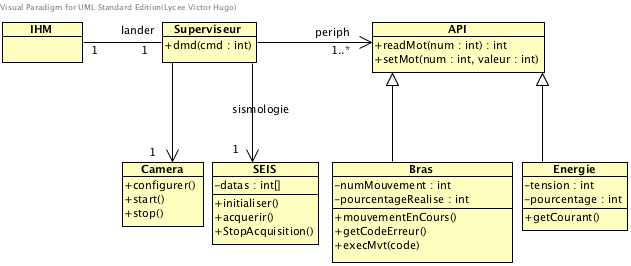 Visual Paradigm for UML Standard Edition(Lycee Victor Hugo)
IHM
lander
1
1
Superviseur
+dmd(cmd : int)
periph
1..*
API
+readMot(num : int) : int
+setMot(num : int, valeur : int)
sismologie
1
1
Camera
+configurer()
+start()
+stop()
SEIS
-datas : int[]
+initialiser()
+acquerir()
+StopAcquisition()
Bras
-numMouvement : int
-pourcentageRealise : int
+mouvementEnCours()
+getCodeErreur()
+execMvt(code)
Energie
-tension : int
-pourcentage : int
+getCourant()